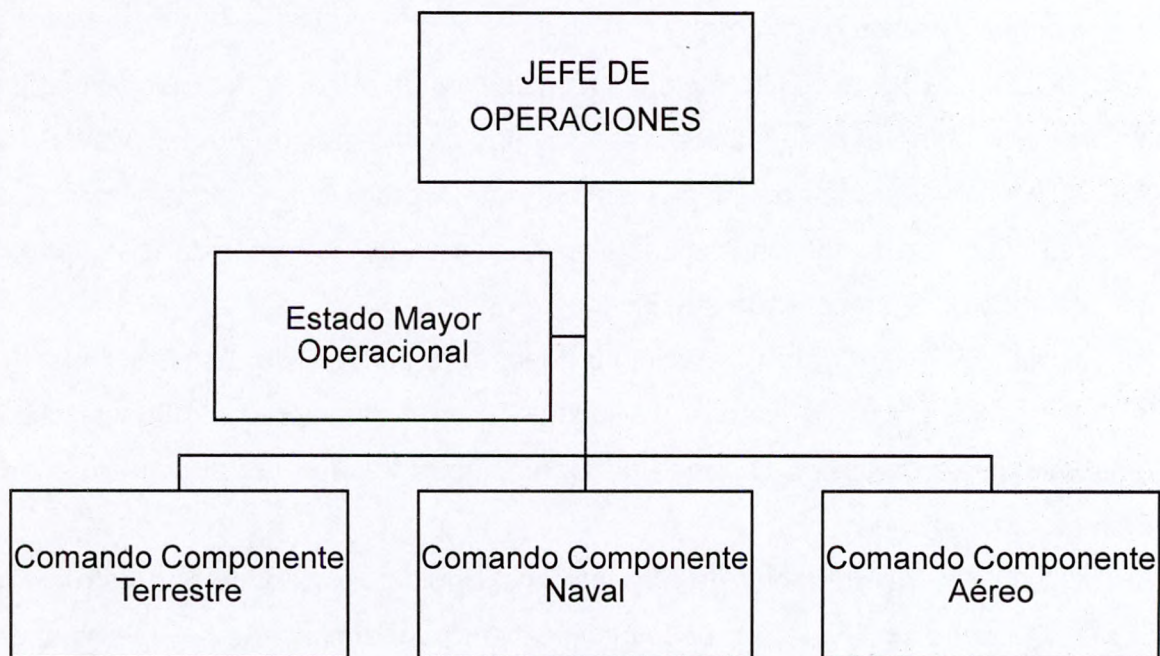 JEFE DE
OPERACIONES
Estado Mayor
Operacional
Comando Componente
Terrestre
Comando Componente
Naval
Comando Componente
Aéreo